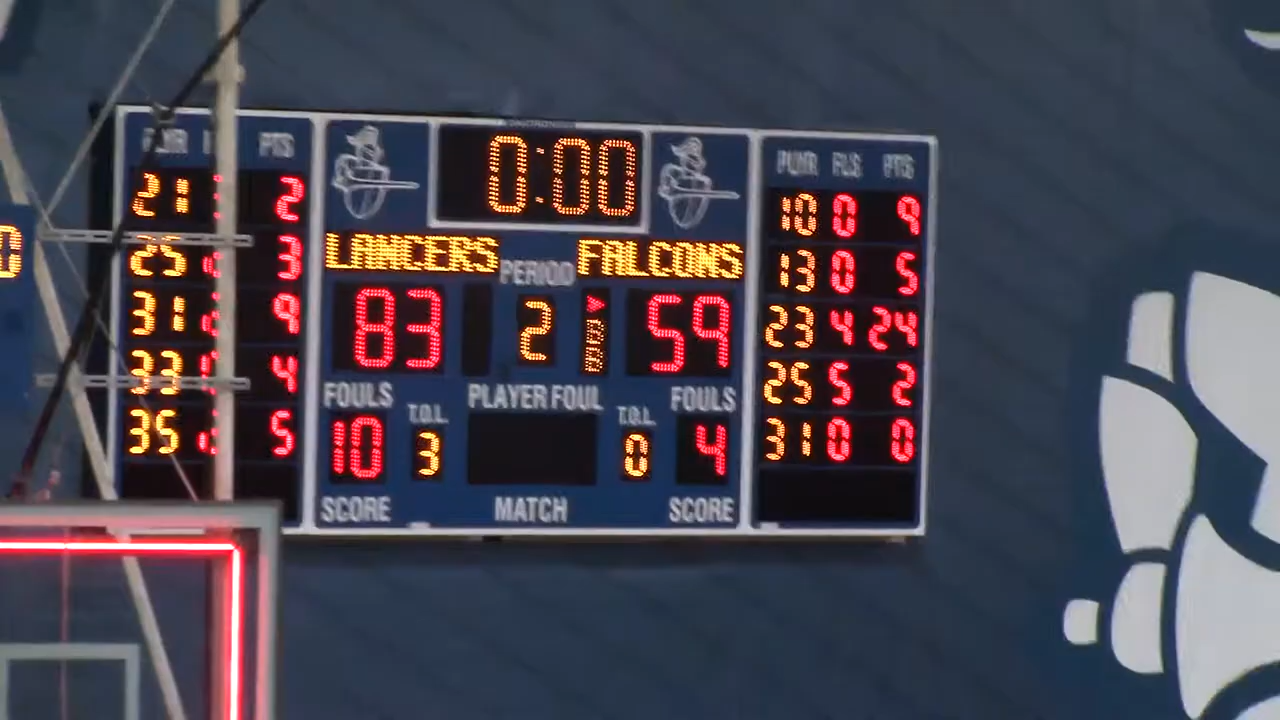 PTS
0:00
PLYR FLS PTS
21 2
10 0 9
0
25 3
LANCERS
PERIOD
FALCONS
13 0 5
31 9
83
2
59
23 4 24
B
B
33 4
25 5 2
FOULS
PLAYER FOUL
FOULS
T.O.L.
T.O.L.
35 5
10
3
0
4
31 0 0
SCORE
MATCH
SCORE